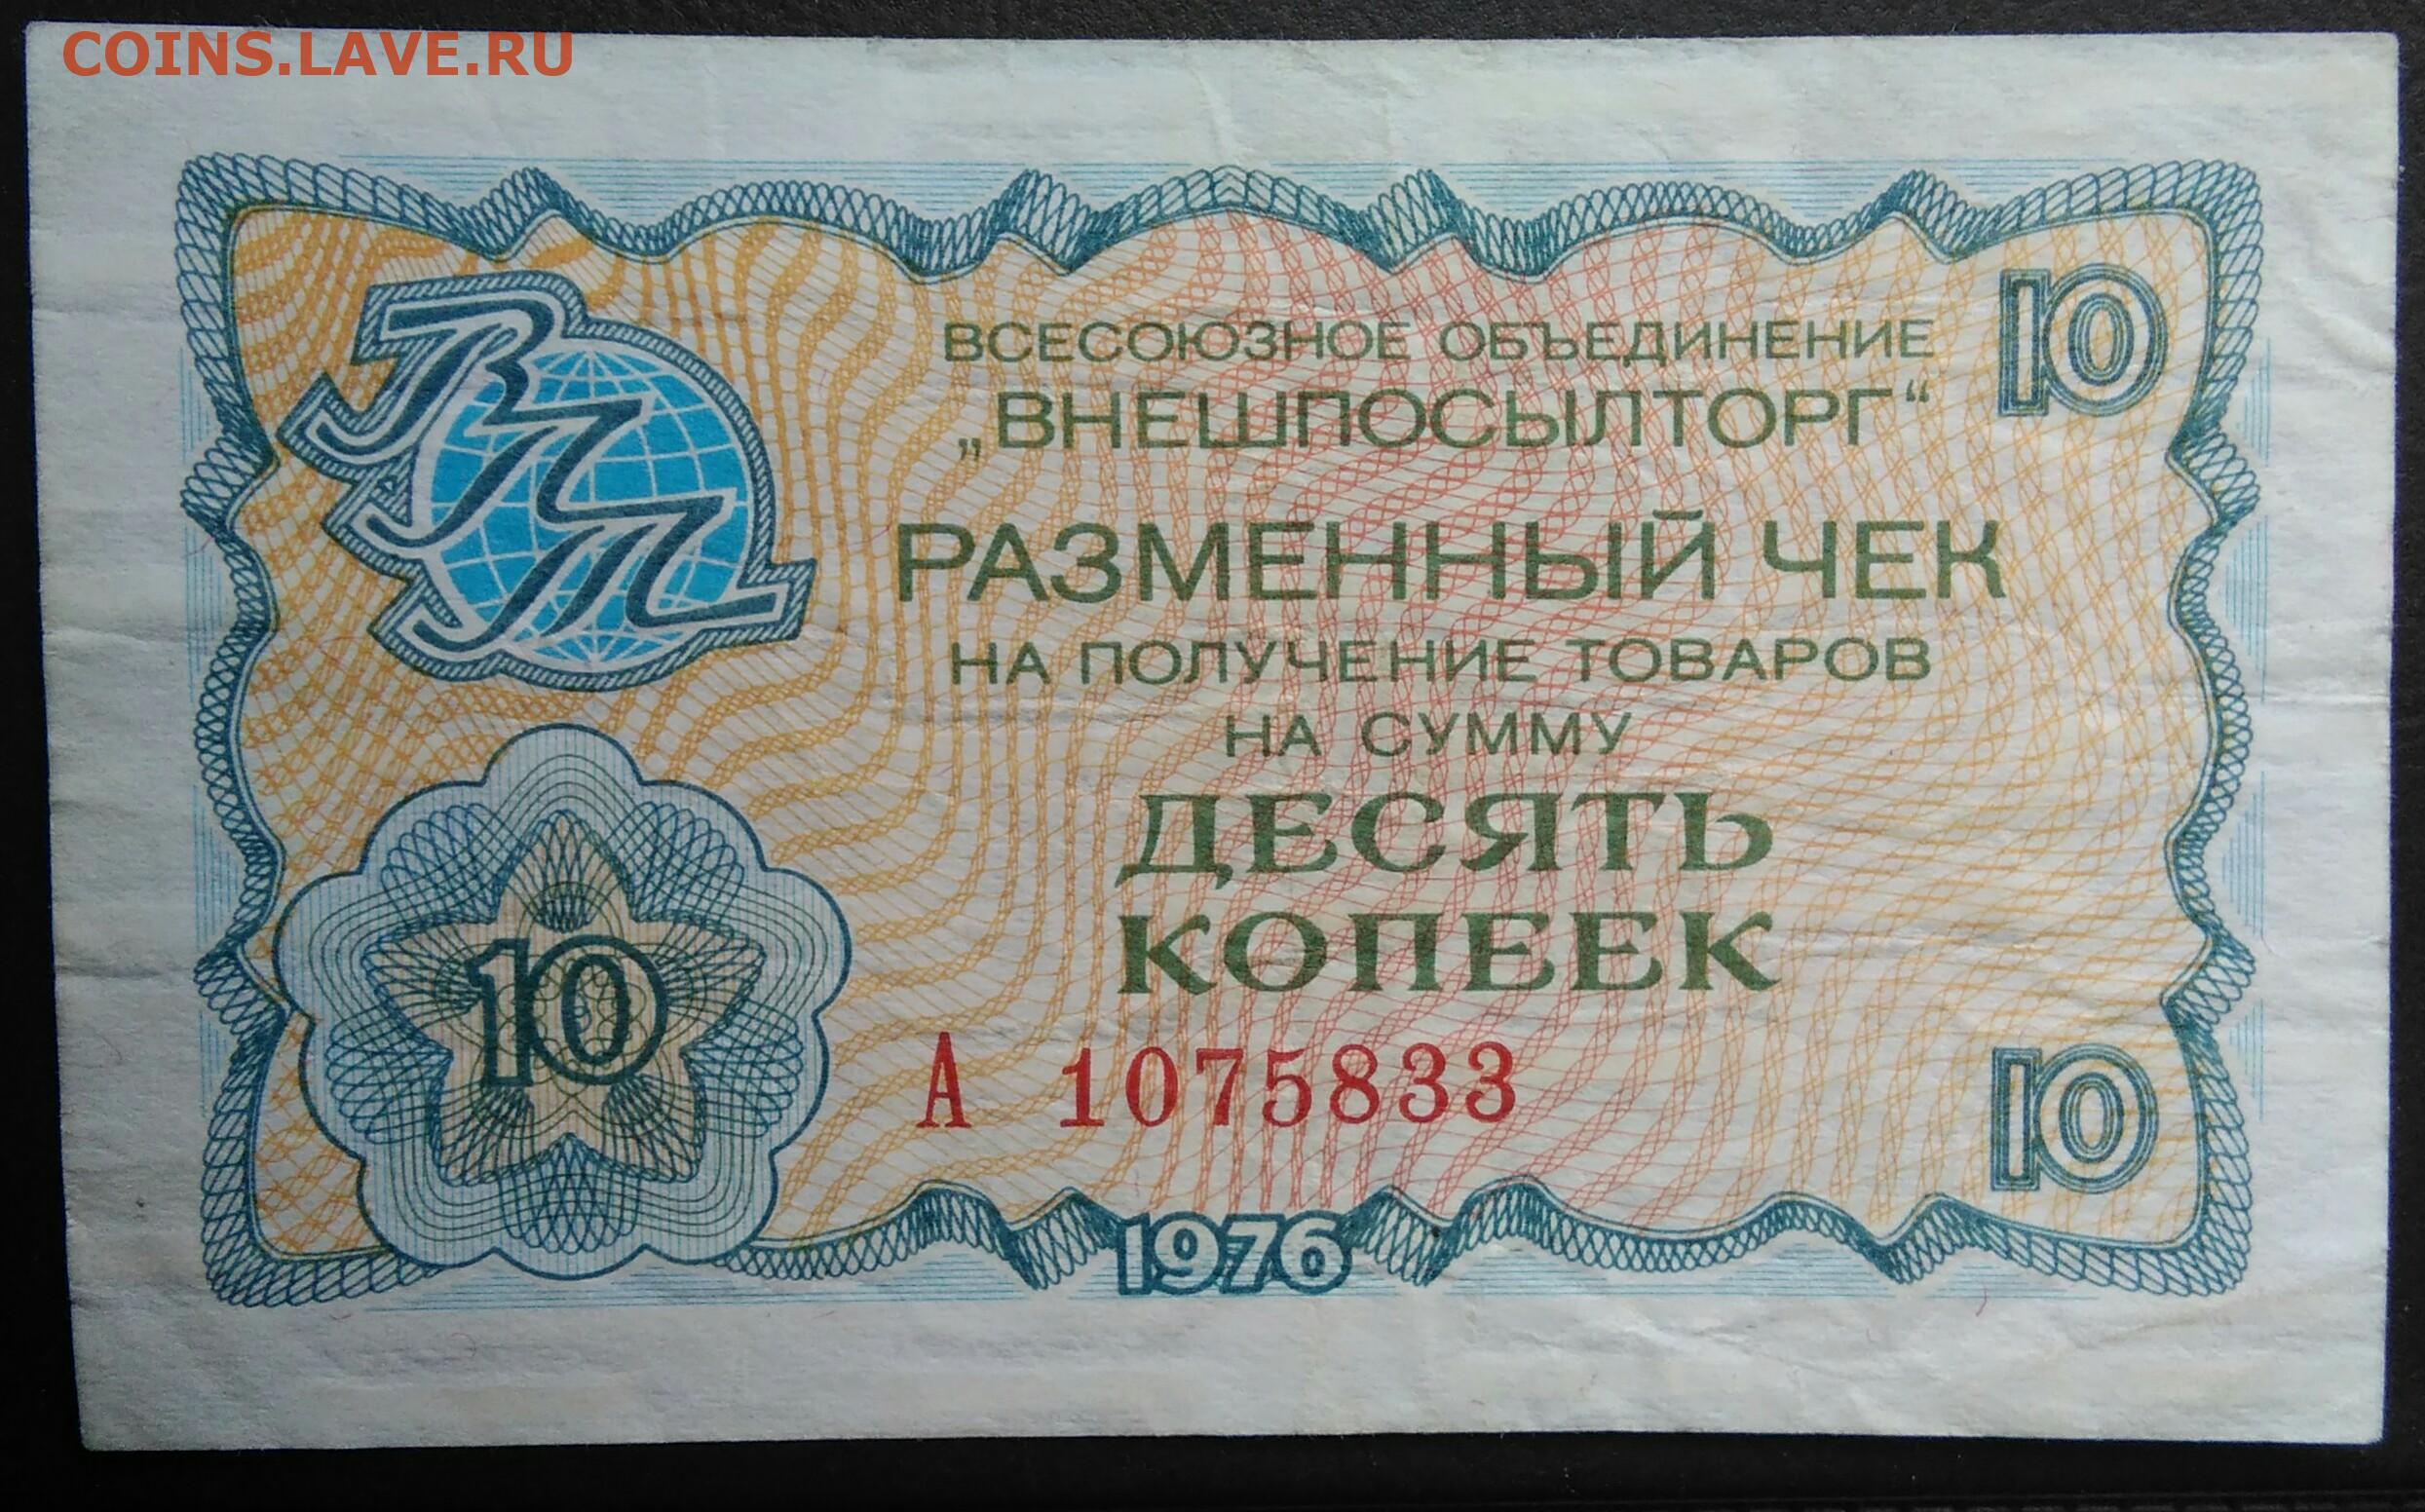 COINS.LAVE.RU
ВПТ
ВСЕСОЮЗНОЕ ОБЪЕДИНЕНИЕ 10
„ВНЕШПОСЫЛТОРГ“
РАЗМЕННЫЙ ЧЕК
НА ПОЛУЧЕНИЕ ТОВАРОВ
НА СУММУ
ДЕСЯТЬ
КОПЕЕК
10
А 1075833
10
1976